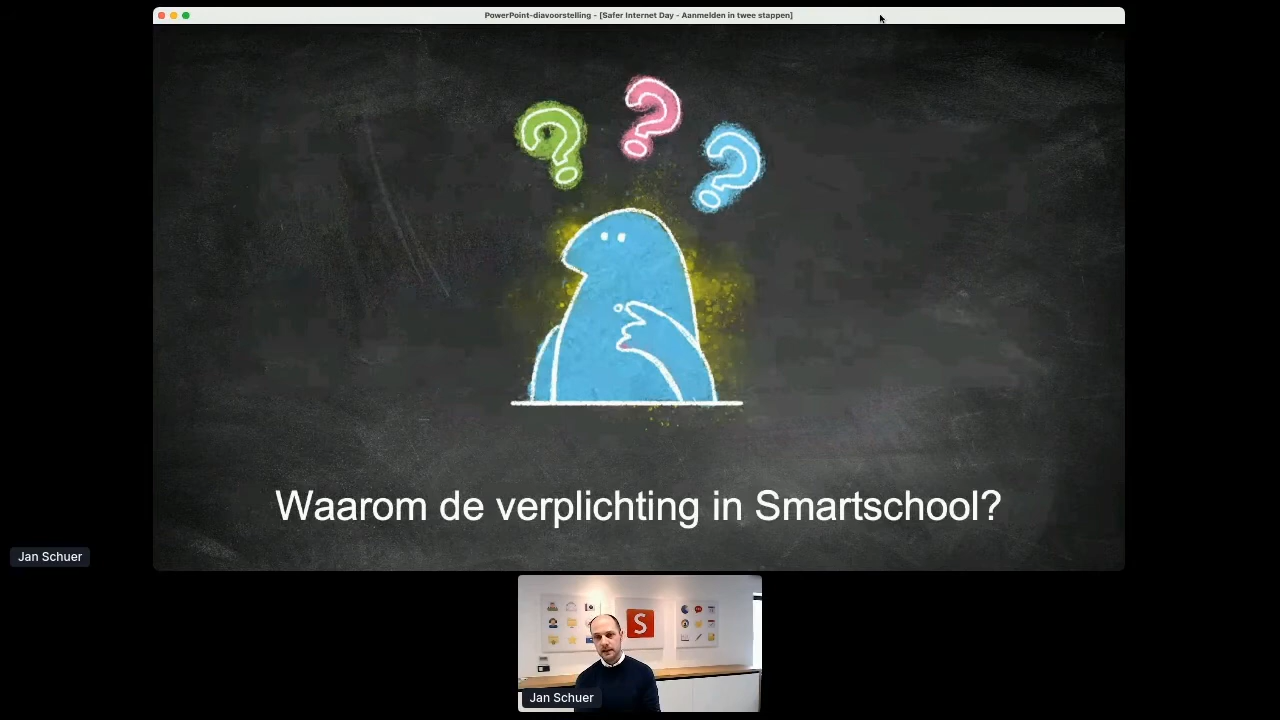 PowerPoint-diavoorstelling - [Safer Internet Day - Aanmelden in twee stappen]
? ? ?
Waarom de verplichting in Smartschool?
Jan Schuer
S
Jan Schuer